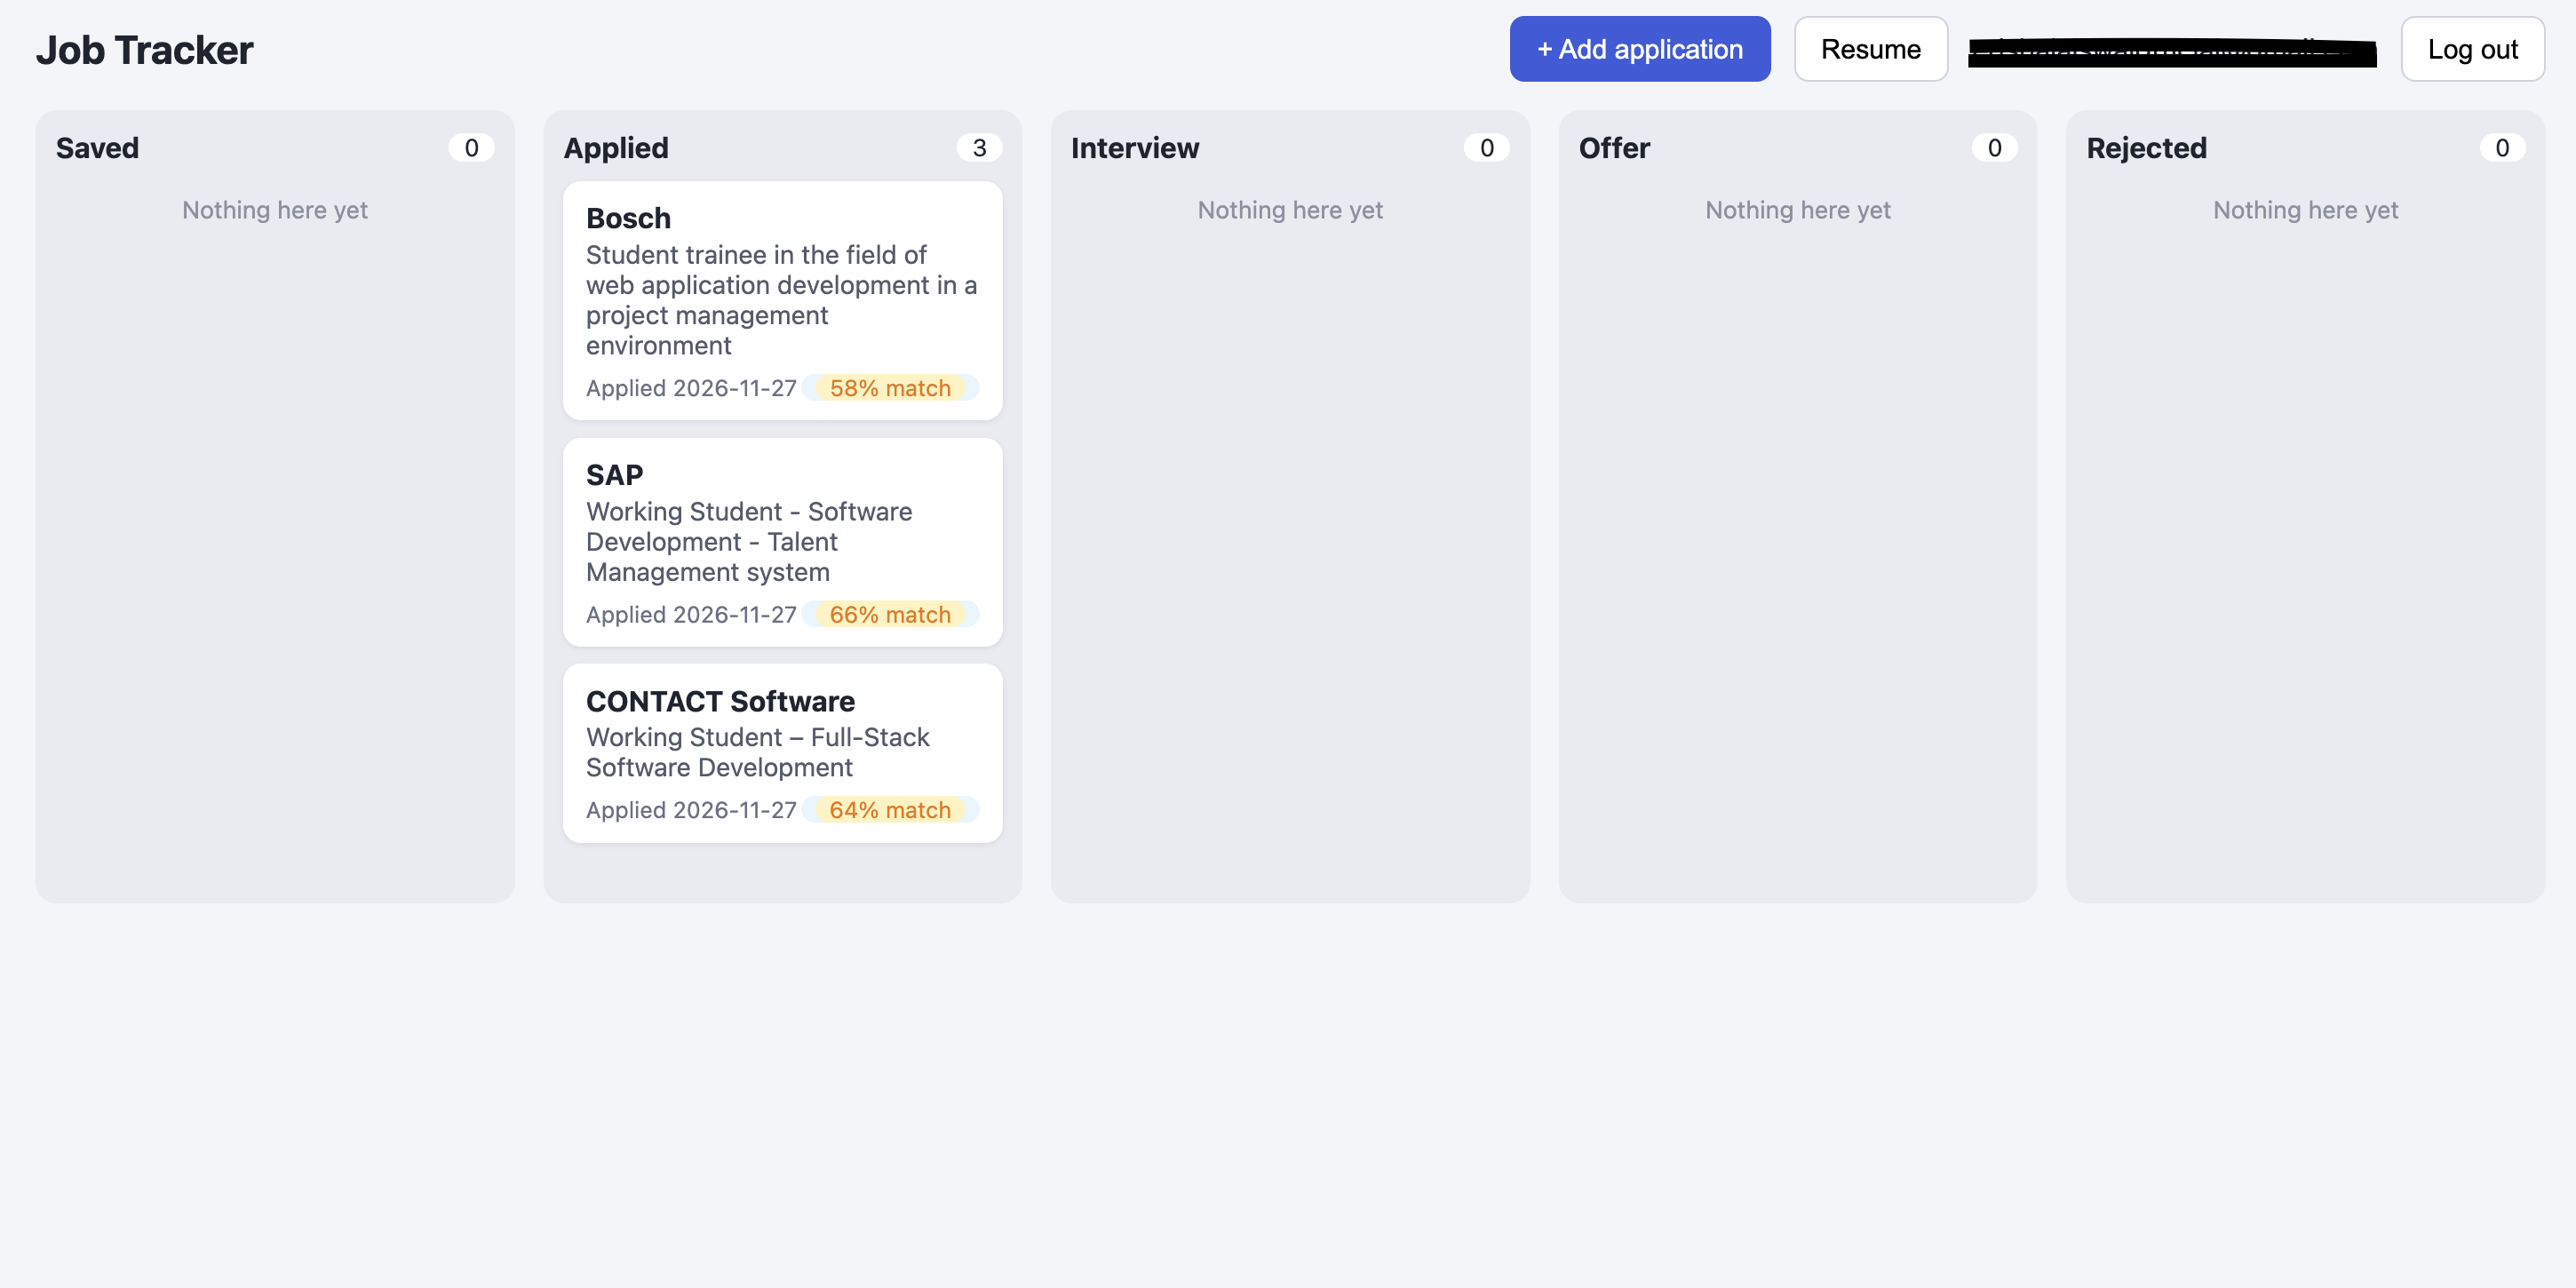 Job Tracker
+ Add application
Resume
Log out
Saved
0
Nothing here yet
Applied
3
Bosch
Student trainee in the field of
web application development in a
project management
environment
Applied 2026-11-27
58% match
SAP
Working Student - Software
Development - Talent
Management system
Applied 2026-11-27
66% match
CONTACT Software
Working Student – Full-Stack
Software Development
Applied 2026-11-27
64% match
Interview
0
Nothing here yet
Offer
0
Nothing here yet
Rejected
0
Nothing here yet